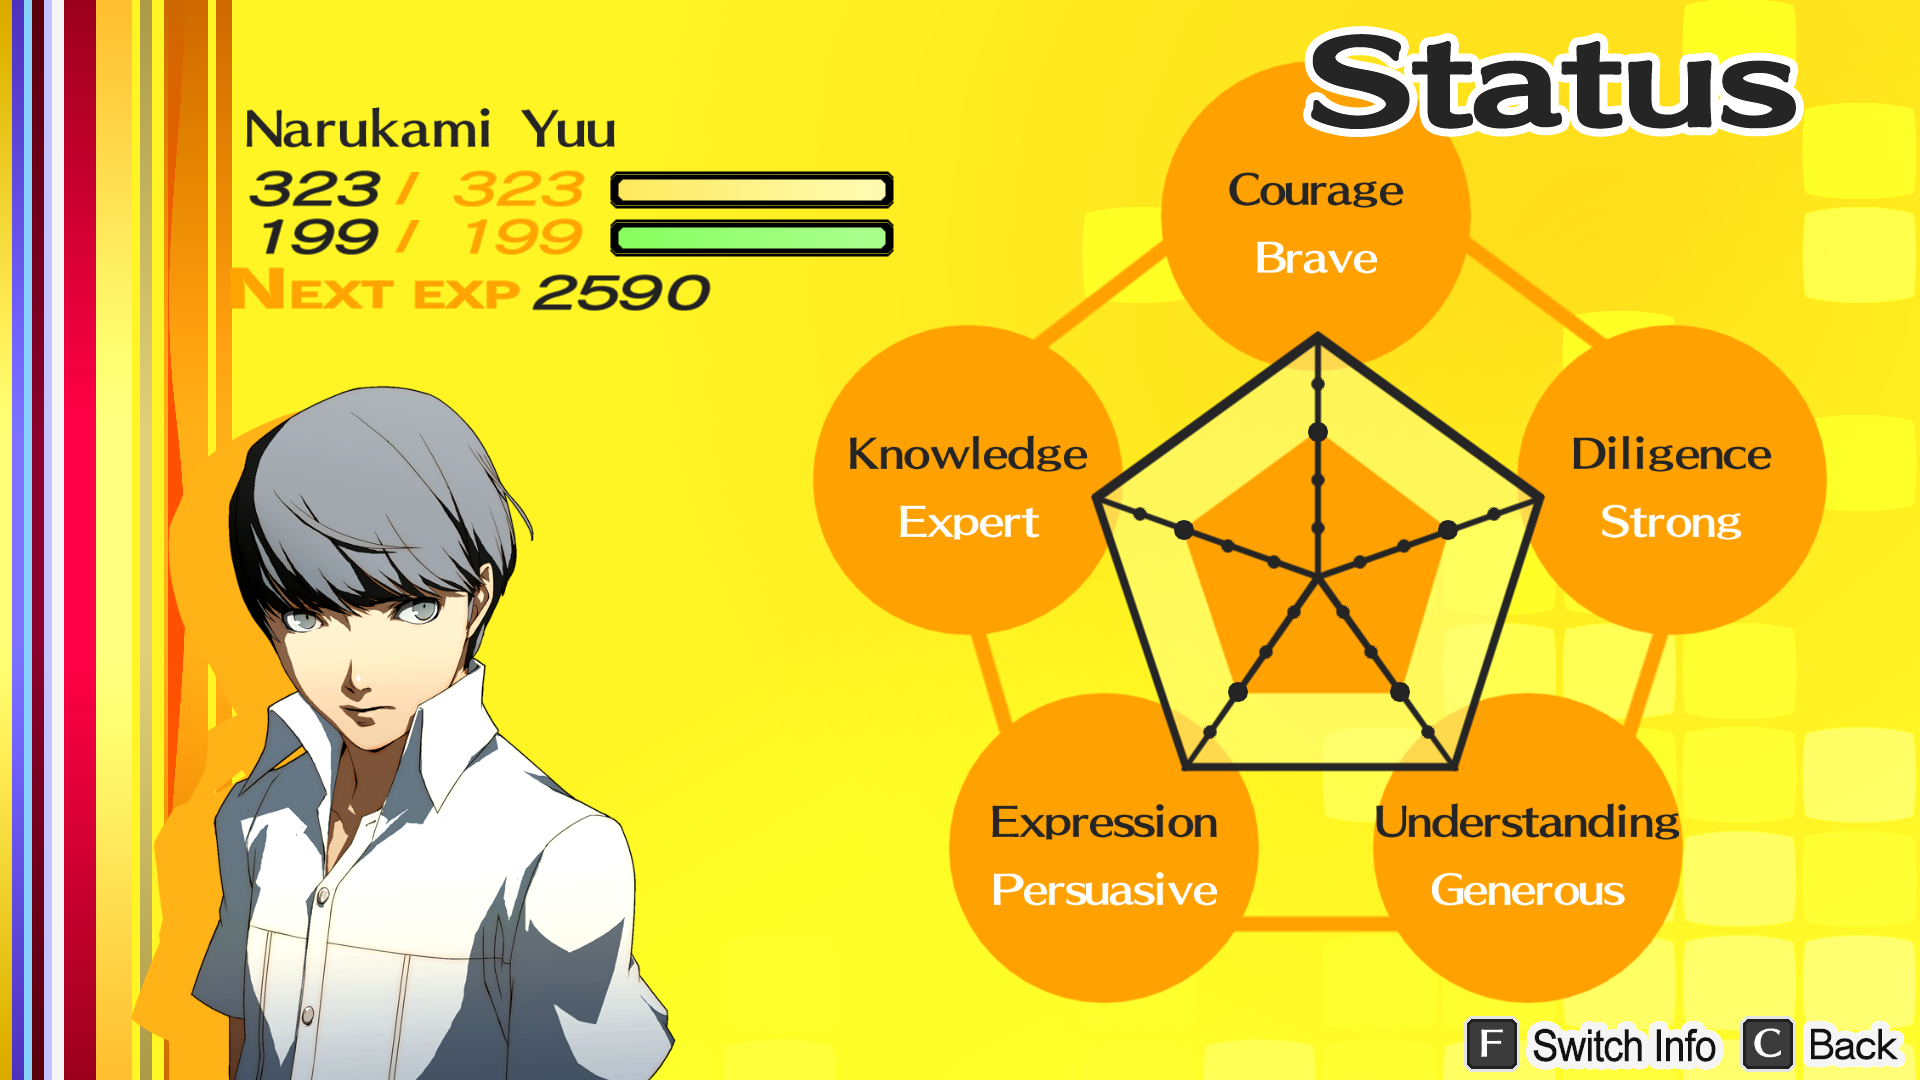 Status
Narukami Yuu
323 / 323
199 / 199
NEXT EXP 2590
Courage
Brave
Knowledge
Expert
Diligence
Strong
Expression
Persuasive
Understanding
Generous
F Switch Info C Back